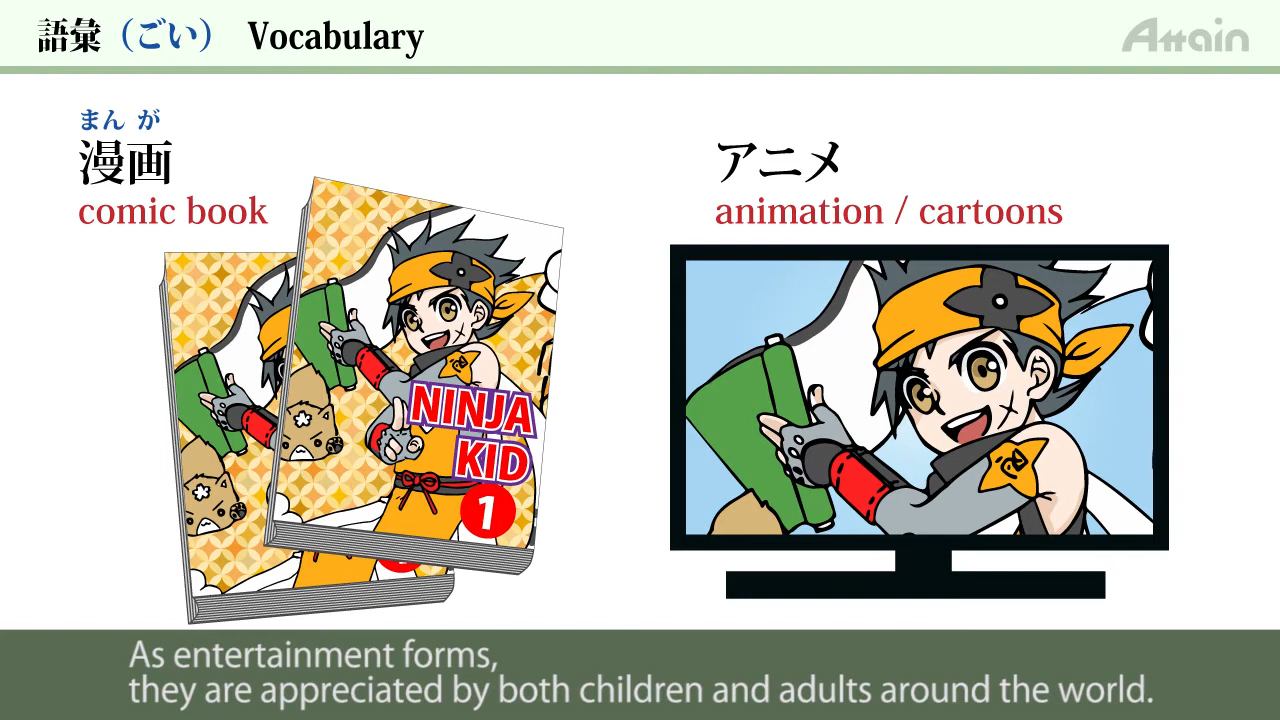 語彙（ごい） Vocabulary
Attain
まん が
漫画
comic book
アニメ
animation / cartoons
NINJA
KID
1
As entertainment forms,
they are appreciated by both children and adults around the world.